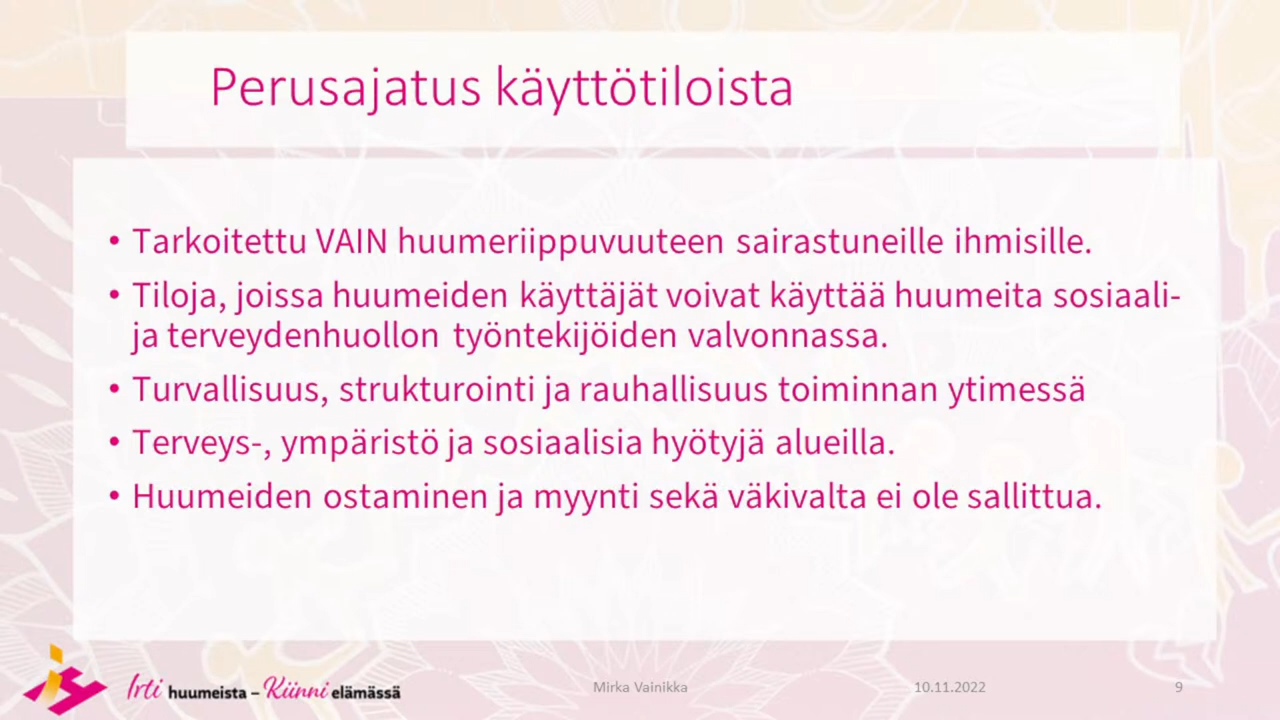 Perusajatus käyttötiloista
• Tarkoitettu VAIN huumeriippuvuuteen sairastuneille ihmisille.
• Tiloja, joissa huumeiden käyttäjät voivat käyttää huumeita sosiaali-
ja terveydenhuollon työntekijöiden valvonnassa.
• Turvallisuus, strukturointi ja rauhallisuus toiminnan ytimessä
• Terveys-, ympäristö ja sosiaalisia hyötyjä alueilla.
• Huumeiden ostaminen ja myynti sekä väkivalta ei ole sallittua.
Irti huumeista – Kiinni elämässä
Mirka Vainikka
10.11.2022
9